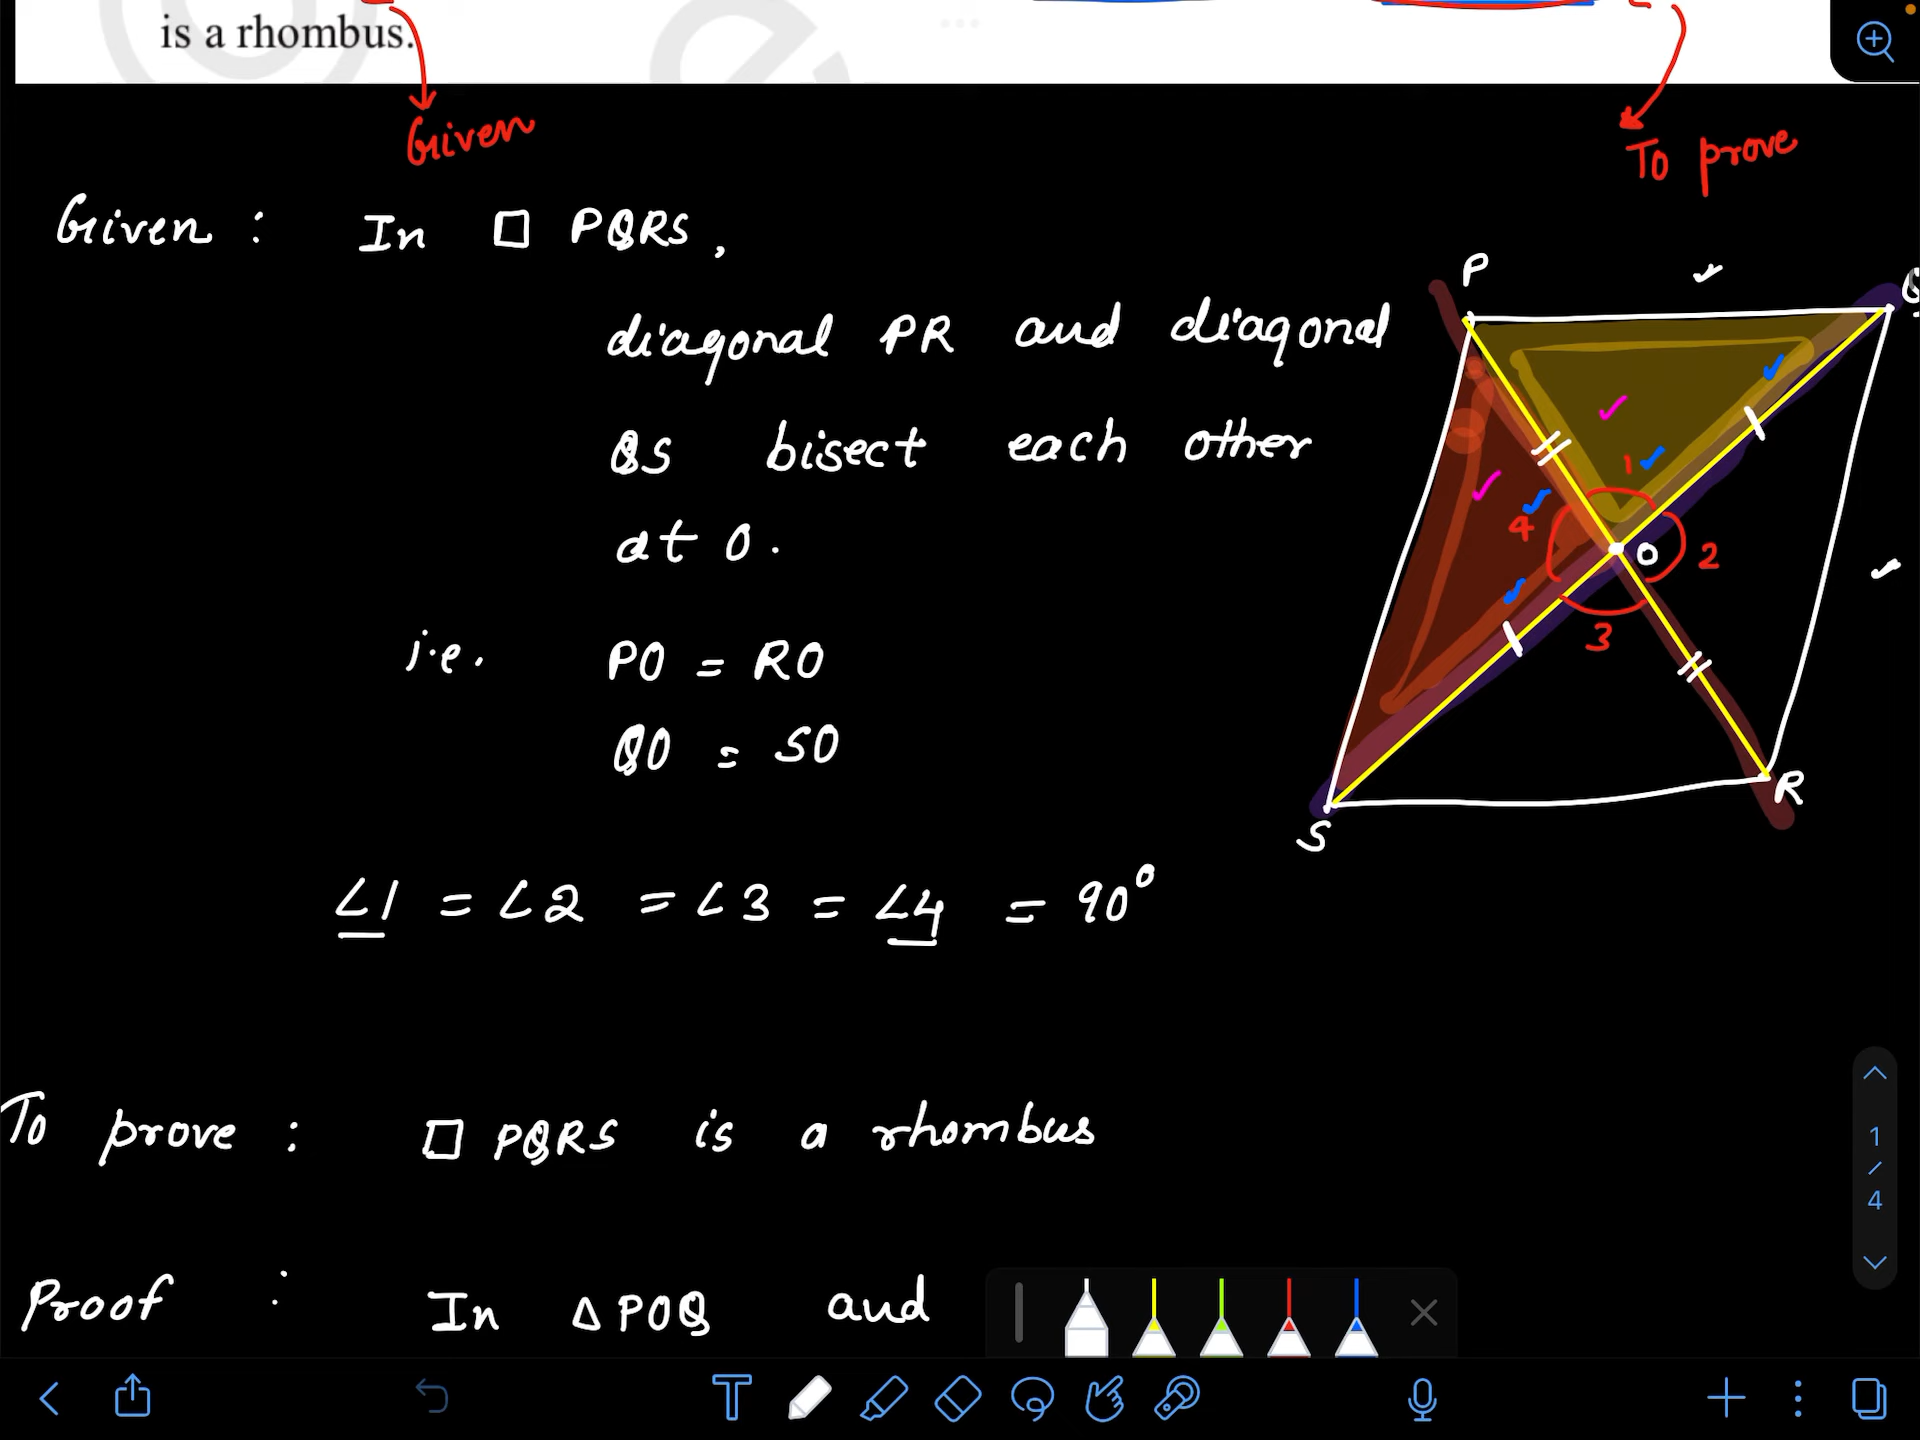 is a rhombus.
Given
To prove
Given : In □ PQRS ,
diagonal PR and diagonal
QS bisect each other
at O .
i.e. PO = RO
QO = SO
∠1 = ∠2 = ∠3 = ∠4 = 90°
P
1
4
O
2
3
R
S
To prove : □ PQRS is a rhombus
Proof : In △ POQ and
1
/
4
T